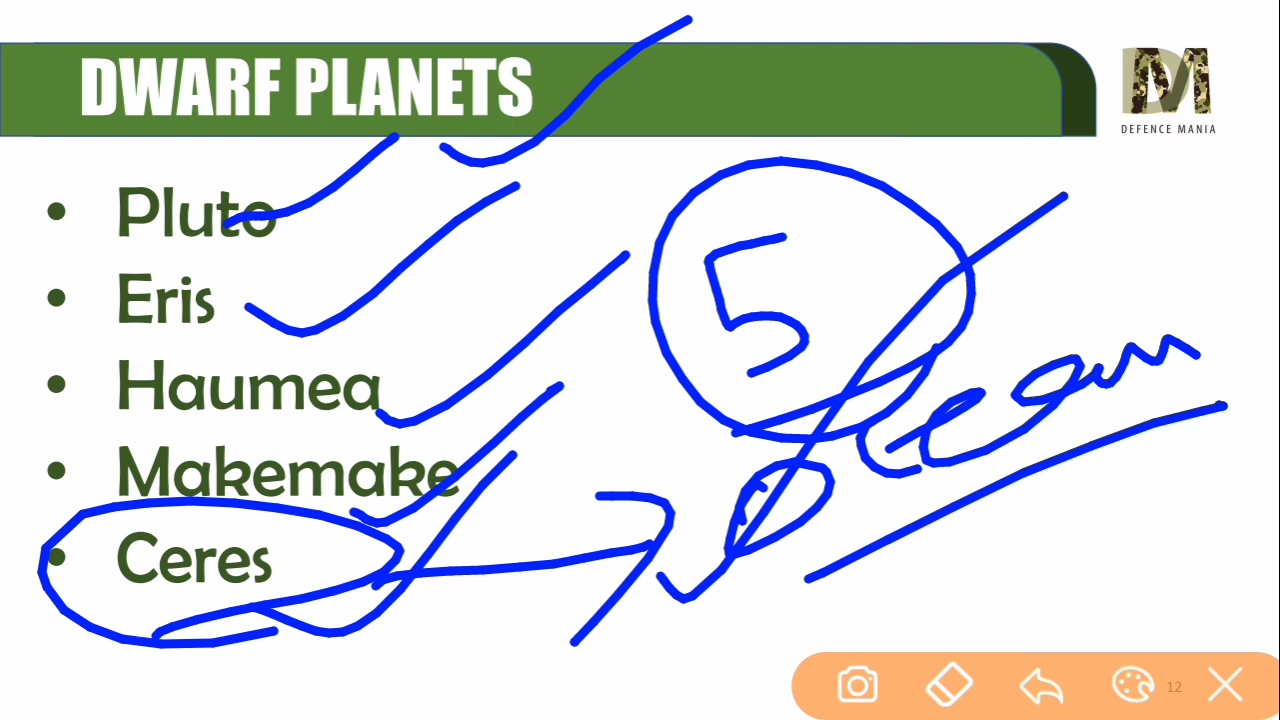 DWARF PLANETS
DM
DEFENCE MANIA
• Pluto
• Eris
• Haumea
• Makemake
• Ceres
5
12